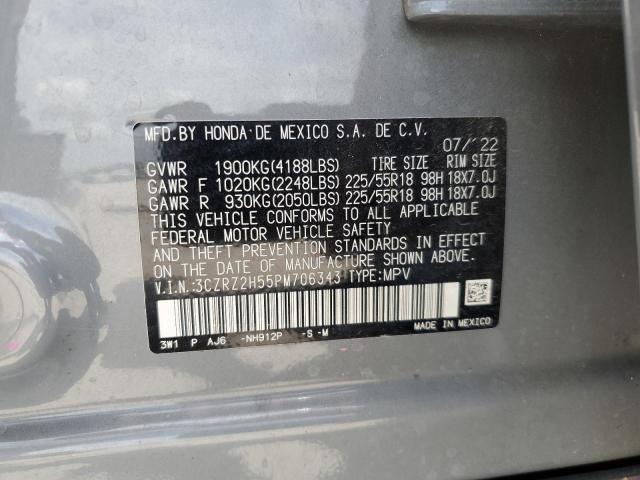 MFD.BY HONDA DE MEXICO S.A. DE C.V.
07/'22
GVWR 1900KG(4188LBS) TIRE SIZE RIM SIZE
GAWR F 1020KG(2248LBS) 225/55R18 98H 18X7.0J
GAWR R 930KG(2050LBS) 225/55R18 98H 18X7.0J
THIS VEHICLE CONFORMS TO ALL APPLICABLE
FEDERAL MOTOR VEHICLE SAFETY
AND THEFT PREVENTION STANDARDS IN EFFECT
ON THE DATE OF MANUFACTURE SHOWN ABOVE.
V.I.N.:3CZRZ2H55PM706343 TYPE:MPV
3W1 P AJ6 -NH912P -S-M MADE IN MEXICO